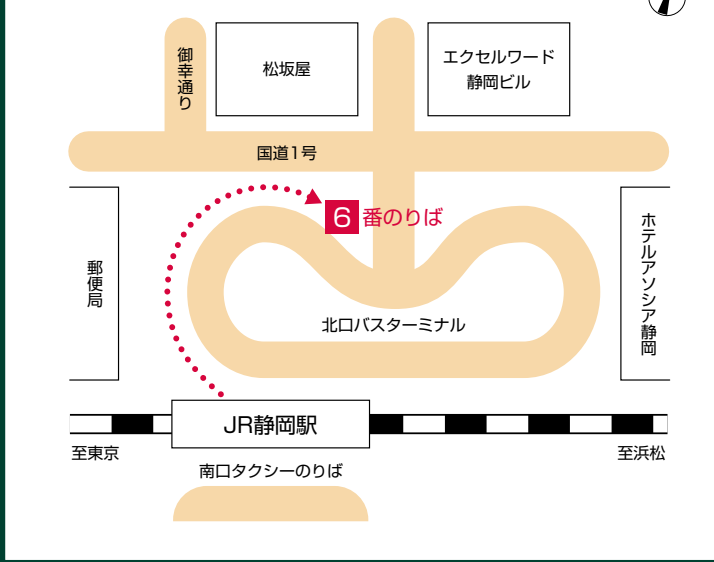 御幸通り
松坂屋
エクセルワード
静岡ビル
国道1号
6番のりば
郵便局
ホテルアソシア静岡
北口バスターミナル
JR静岡駅
至東京
至浜松
南口タクシーのりば